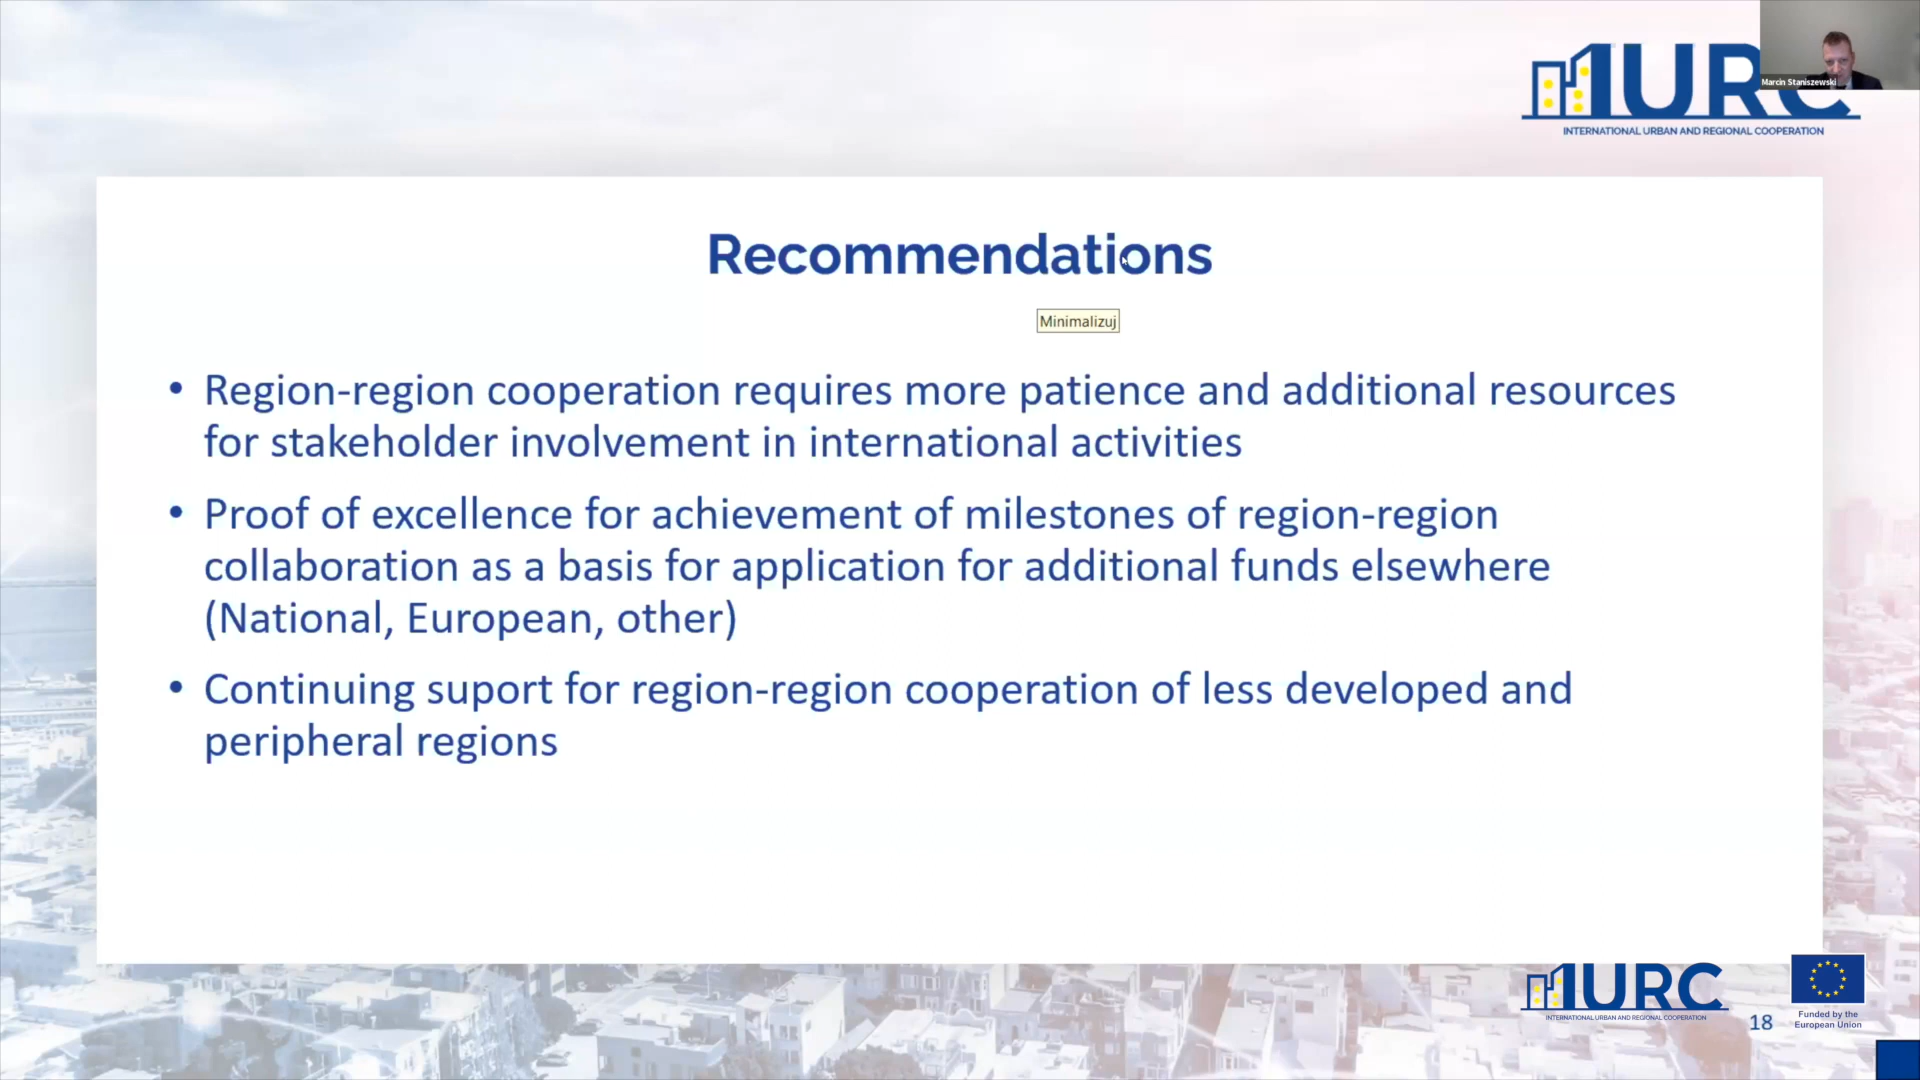 IURC
Marcin Staniszewski
INTERNATIONAL URBAN AND REGIONAL COOPERATION
Recommendations
Minimalizuj
• Region-region cooperation requires more patience and additional resources
for stakeholder involvement in international activities
• Proof of excellence for achievement of milestones of region-region
collaboration as a basis for application for additional funds elsewhere
(National, European, other)
• Continuing suport for region-region cooperation of less developed and
peripheral regions
IURC
INTERNATIONAL URBAN AND REGIONAL COOPERATION
18
Funded by the
European Union